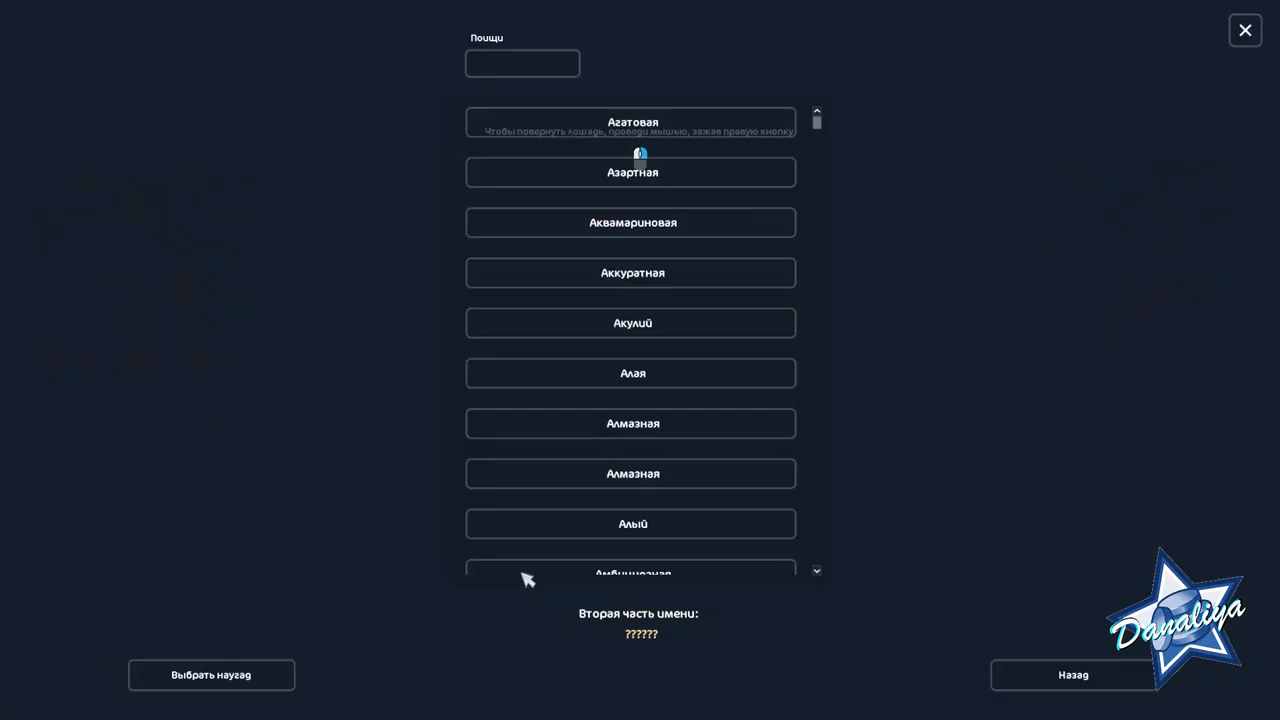 Поищи
Агатовая
Чтобы повернуть лошадь, проведи мышью, зажав правую кнопку
Азартная
Аквамариновая
Аккуратная
Акулий
Алая
Алмазная
Алмазная
Алый
Амбициозная
Вторая часть имени:
??????
Выбрать наугад
Назад
Danaliya